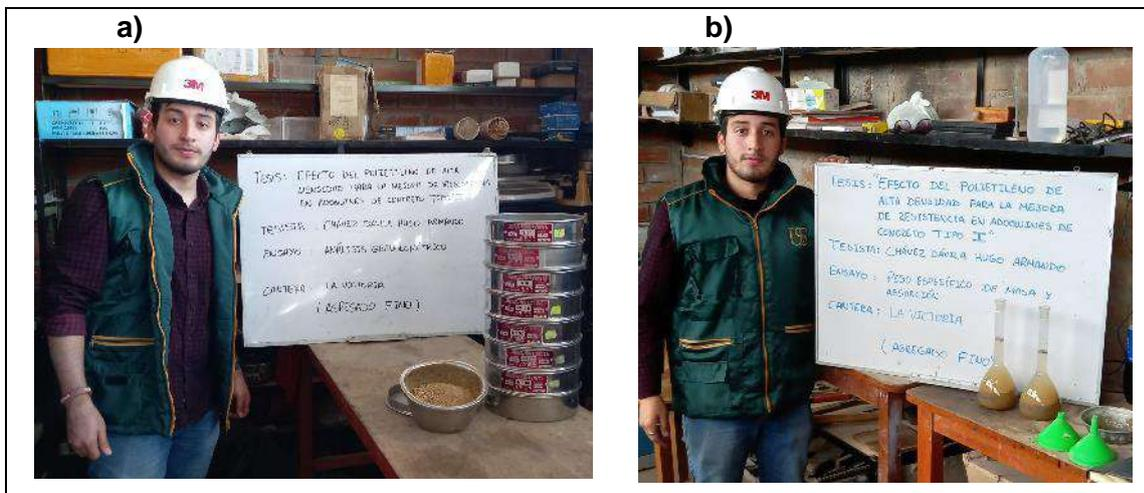 a)
b)
3M
TESIS: EFECTO DEL POLIETILENO DE ALTA
DENSIDAD PARA LA MEJORA DE RESISTENCIA
EN ADOQUINES DE CONCRETO TIPO
TESISTA: CHÁVEZ DÁVILA HUGO ARMANDO
ENSAYO: ANÁLISIS GRANULOMÉTRICO
CANTERA: LA VICTORIA
(AGREGADO FINO)
3M
TESIS: "EFECTO DEL POLIETILENO DE
ALTA DENSIDAD PARA LA MEJORA
DE RESISTENCIA EN ADOQUINES DE
CONCRETO TIPO I"
TESISTA: CHÁVEZ DÁVILA HUGO ARMANDO
ENSAYO: PESO ESPECÍFICO DE MASA Y
ABSORCIÓN
CANTERA: LA VICTORIA
(AGREGADO FINO)